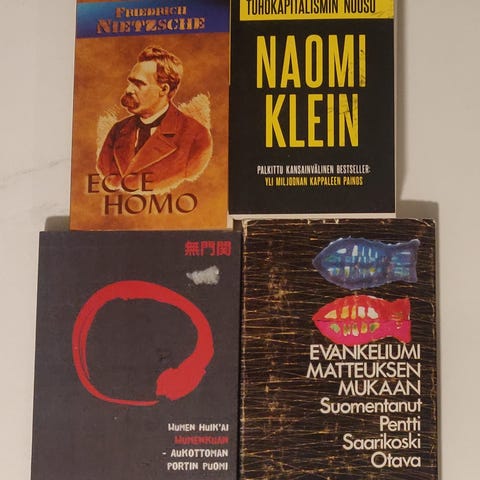 FRIEDRICH
NIETZSCHE
ECCE
HOMO
TUHOKAPITALISMIN NOUSU
NAOMI
KLEIN
PALKITTU KANSAINVÄLINEN BESTSELLER:
YLI MILJOONAN KAPPALEEN PAINOS
無門関
WUMEN HUIK'AI
WUMENKUAN
- AUKOTTOMAN
PORTIN PUOMI
EVANKELIUMI
MATTEUKSEN
MUKAAN
Suomentanut
Pentti
Saarikoski
Otava